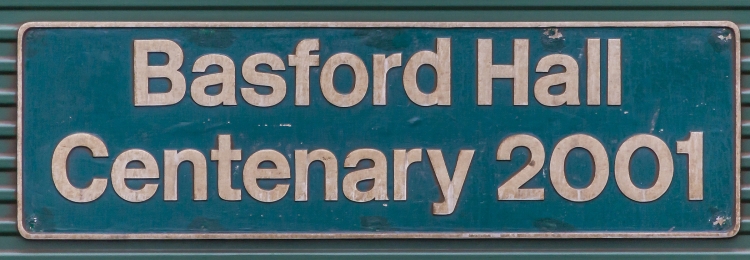 Basford Hall
Centenary 2001